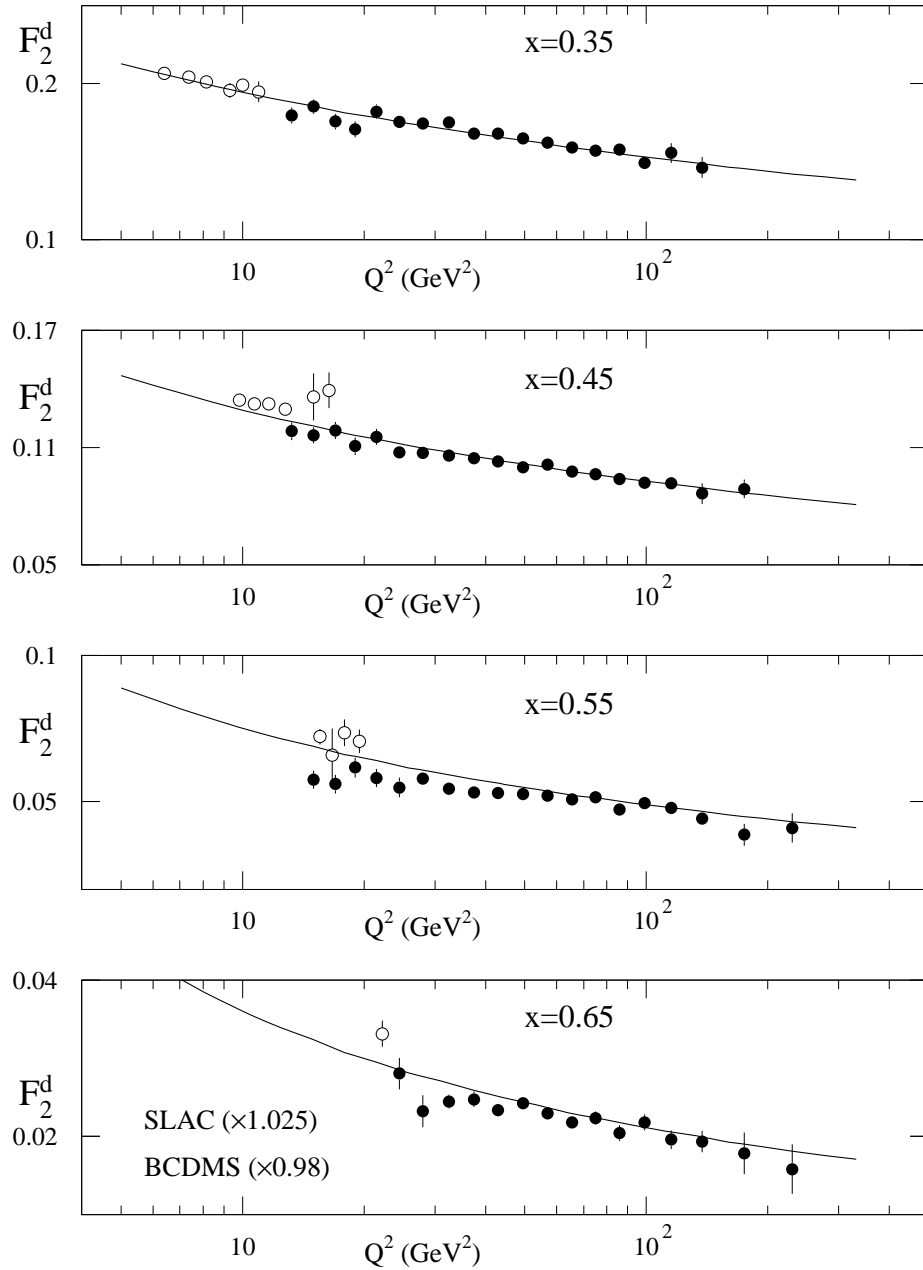 F₂ᵈ
x=0.35
0.2
0.1
10
10²
Q² (GeV²)
0.17
F₂ᵈ
x=0.45
0.11
0.05
10
10²
Q² (GeV²)
0.1
F₂ᵈ
x=0.55
0.05
10
10²
Q² (GeV²)
0.04
x=0.65
F₂ᵈ
SLAC (×1.025)
0.02
BCDMS (×0.98)
10
10²
Q² (GeV²)